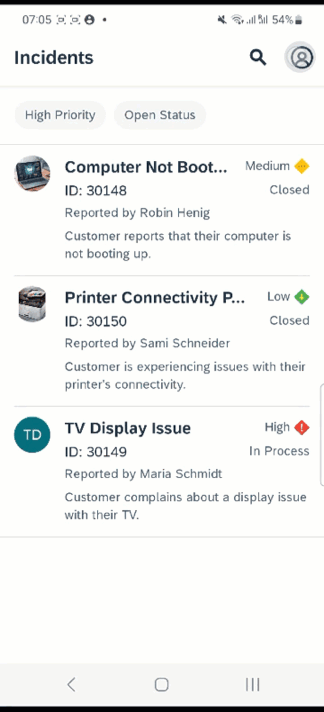 07:05 54%
Incidents
High Priority Open Status
Computer Not Boot... Medium
ID: 30148 Closed
Reported by Robin Henig
Customer reports that their computer is
not booting up.
Printer Connectivity P... Low
ID: 30150 Closed
Reported by Sami Schneider
Customer is experiencing issues with their
printer's connectivity.
TD TV Display Issue High
ID: 30149 In Process
Reported by Maria Schmidt
Customer complains about a display issue
with their TV.